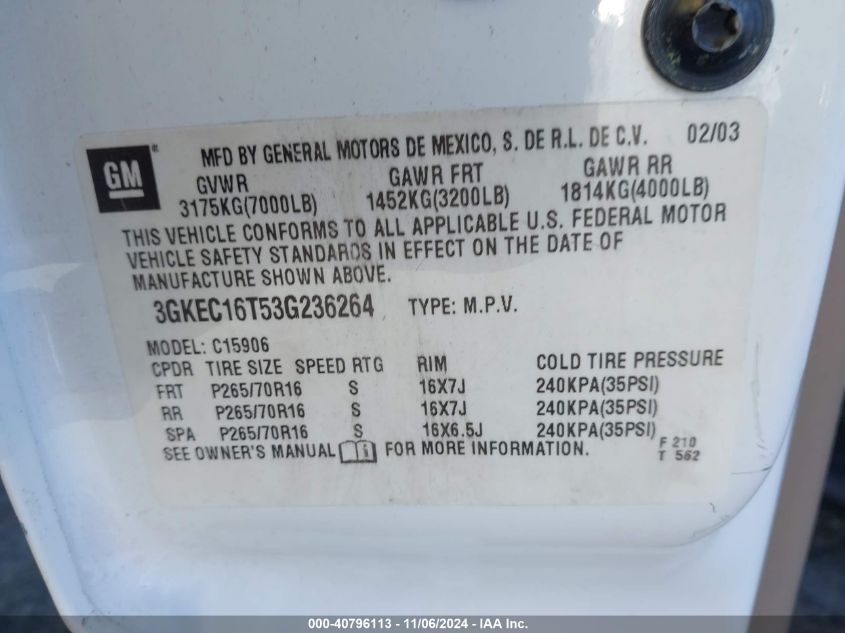 GM ® MFD BY GENERAL MOTORS DE MEXICO, S. DE R.L. DE C.V. 02/03
GVWR GAWR FRT GAWR RR
3175KG(7000LB) 1452KG(3200LB) 1814KG(4000LB)
THIS VEHICLE CONFORMS TO ALL APPLICABLE U.S. FEDERAL MOTOR
VEHICLE SAFETY STANDARDS IN EFFECT ON THE DATE OF
MANUFACTURE SHOWN ABOVE.
3GKEC16T53G236264 TYPE: M.P.V.
MODEL: C15906
CPDR TIRE SIZE SPEED RTG RIM COLD TIRE PRESSURE
FRT P265/70R16 S 16X7J 240KPA(35PSI)
RR P265/70R16 S 16X7J 240KPA(35PSI)
SPA P265/70R16 S 16X6.5J 240KPA(35PSI)
SEE OWNER'S MANUAL FOR MORE INFORMATION.
F 210
T 562
000-40796113 - 11/06/2024 - IAA Inc.